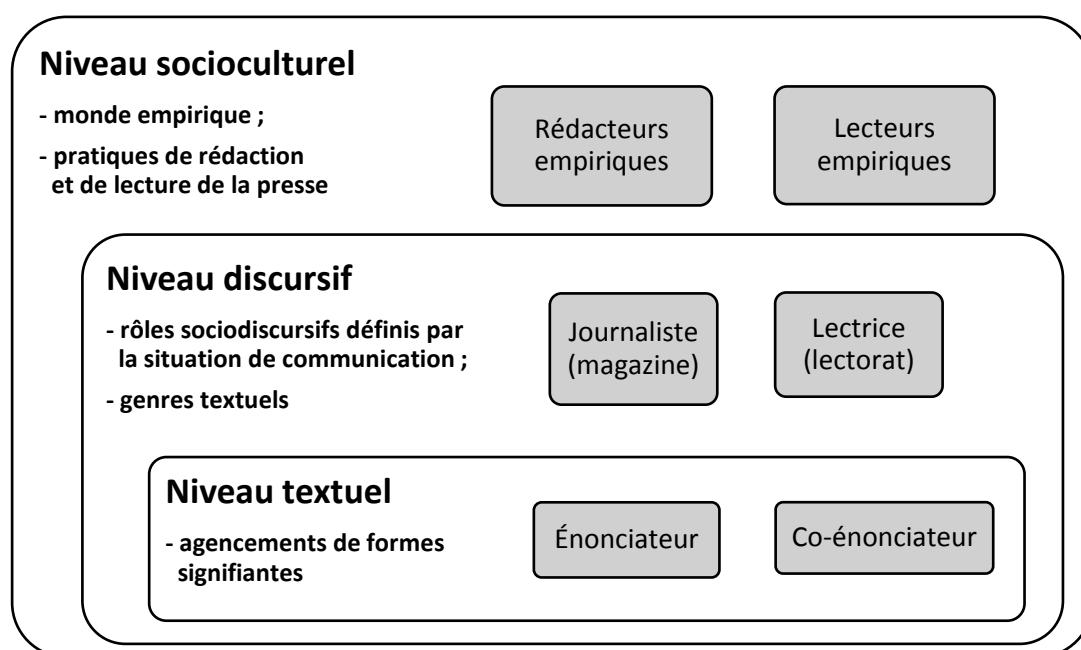 Niveau socioculturel
- monde empirique ;
- pratiques de rédaction
et de lecture de la presse
Rédacteurs
empiriques
Lecteurs
empiriques
Niveau discursif
- rôles sociodiscursifs définis par
la situation de communication ;
- genres textuels
Journaliste
(magazine)
Lectrice
(lectorat)
Niveau textuel
- agencements de formes
signifiantes
Énonciateur
Co-énonciateur